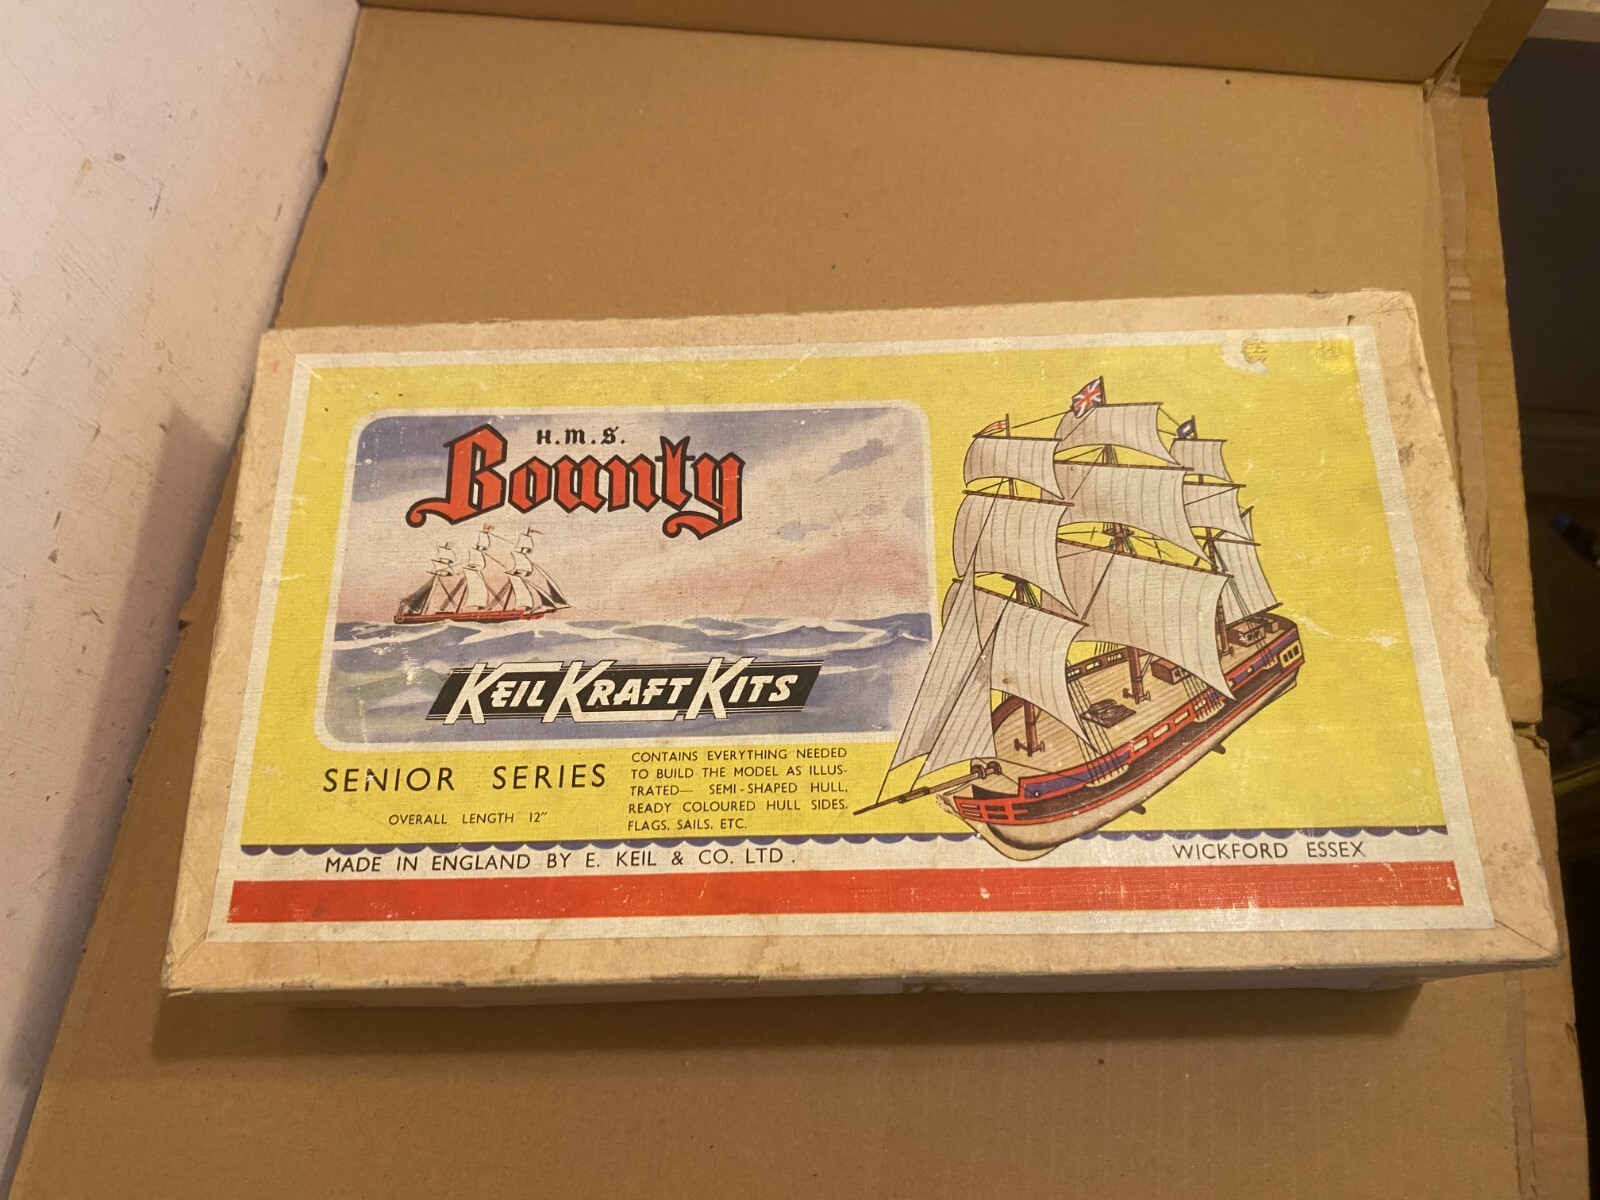 H.M.S.
Bounty
KEIL KRAFT KITS
SENIOR SERIES
OVERALL LENGTH 12"
CONTAINS EVERYTHING NEEDED
TO BUILD THE MODEL AS ILLUS-
TRATED— SEMI-SHAPED HULL,
READY COLOURED HULL SIDES.
FLAGS, SAILS, ETC.
MADE IN ENGLAND BY E. KEIL & CO. LTD.
WICKFORD ESSEX